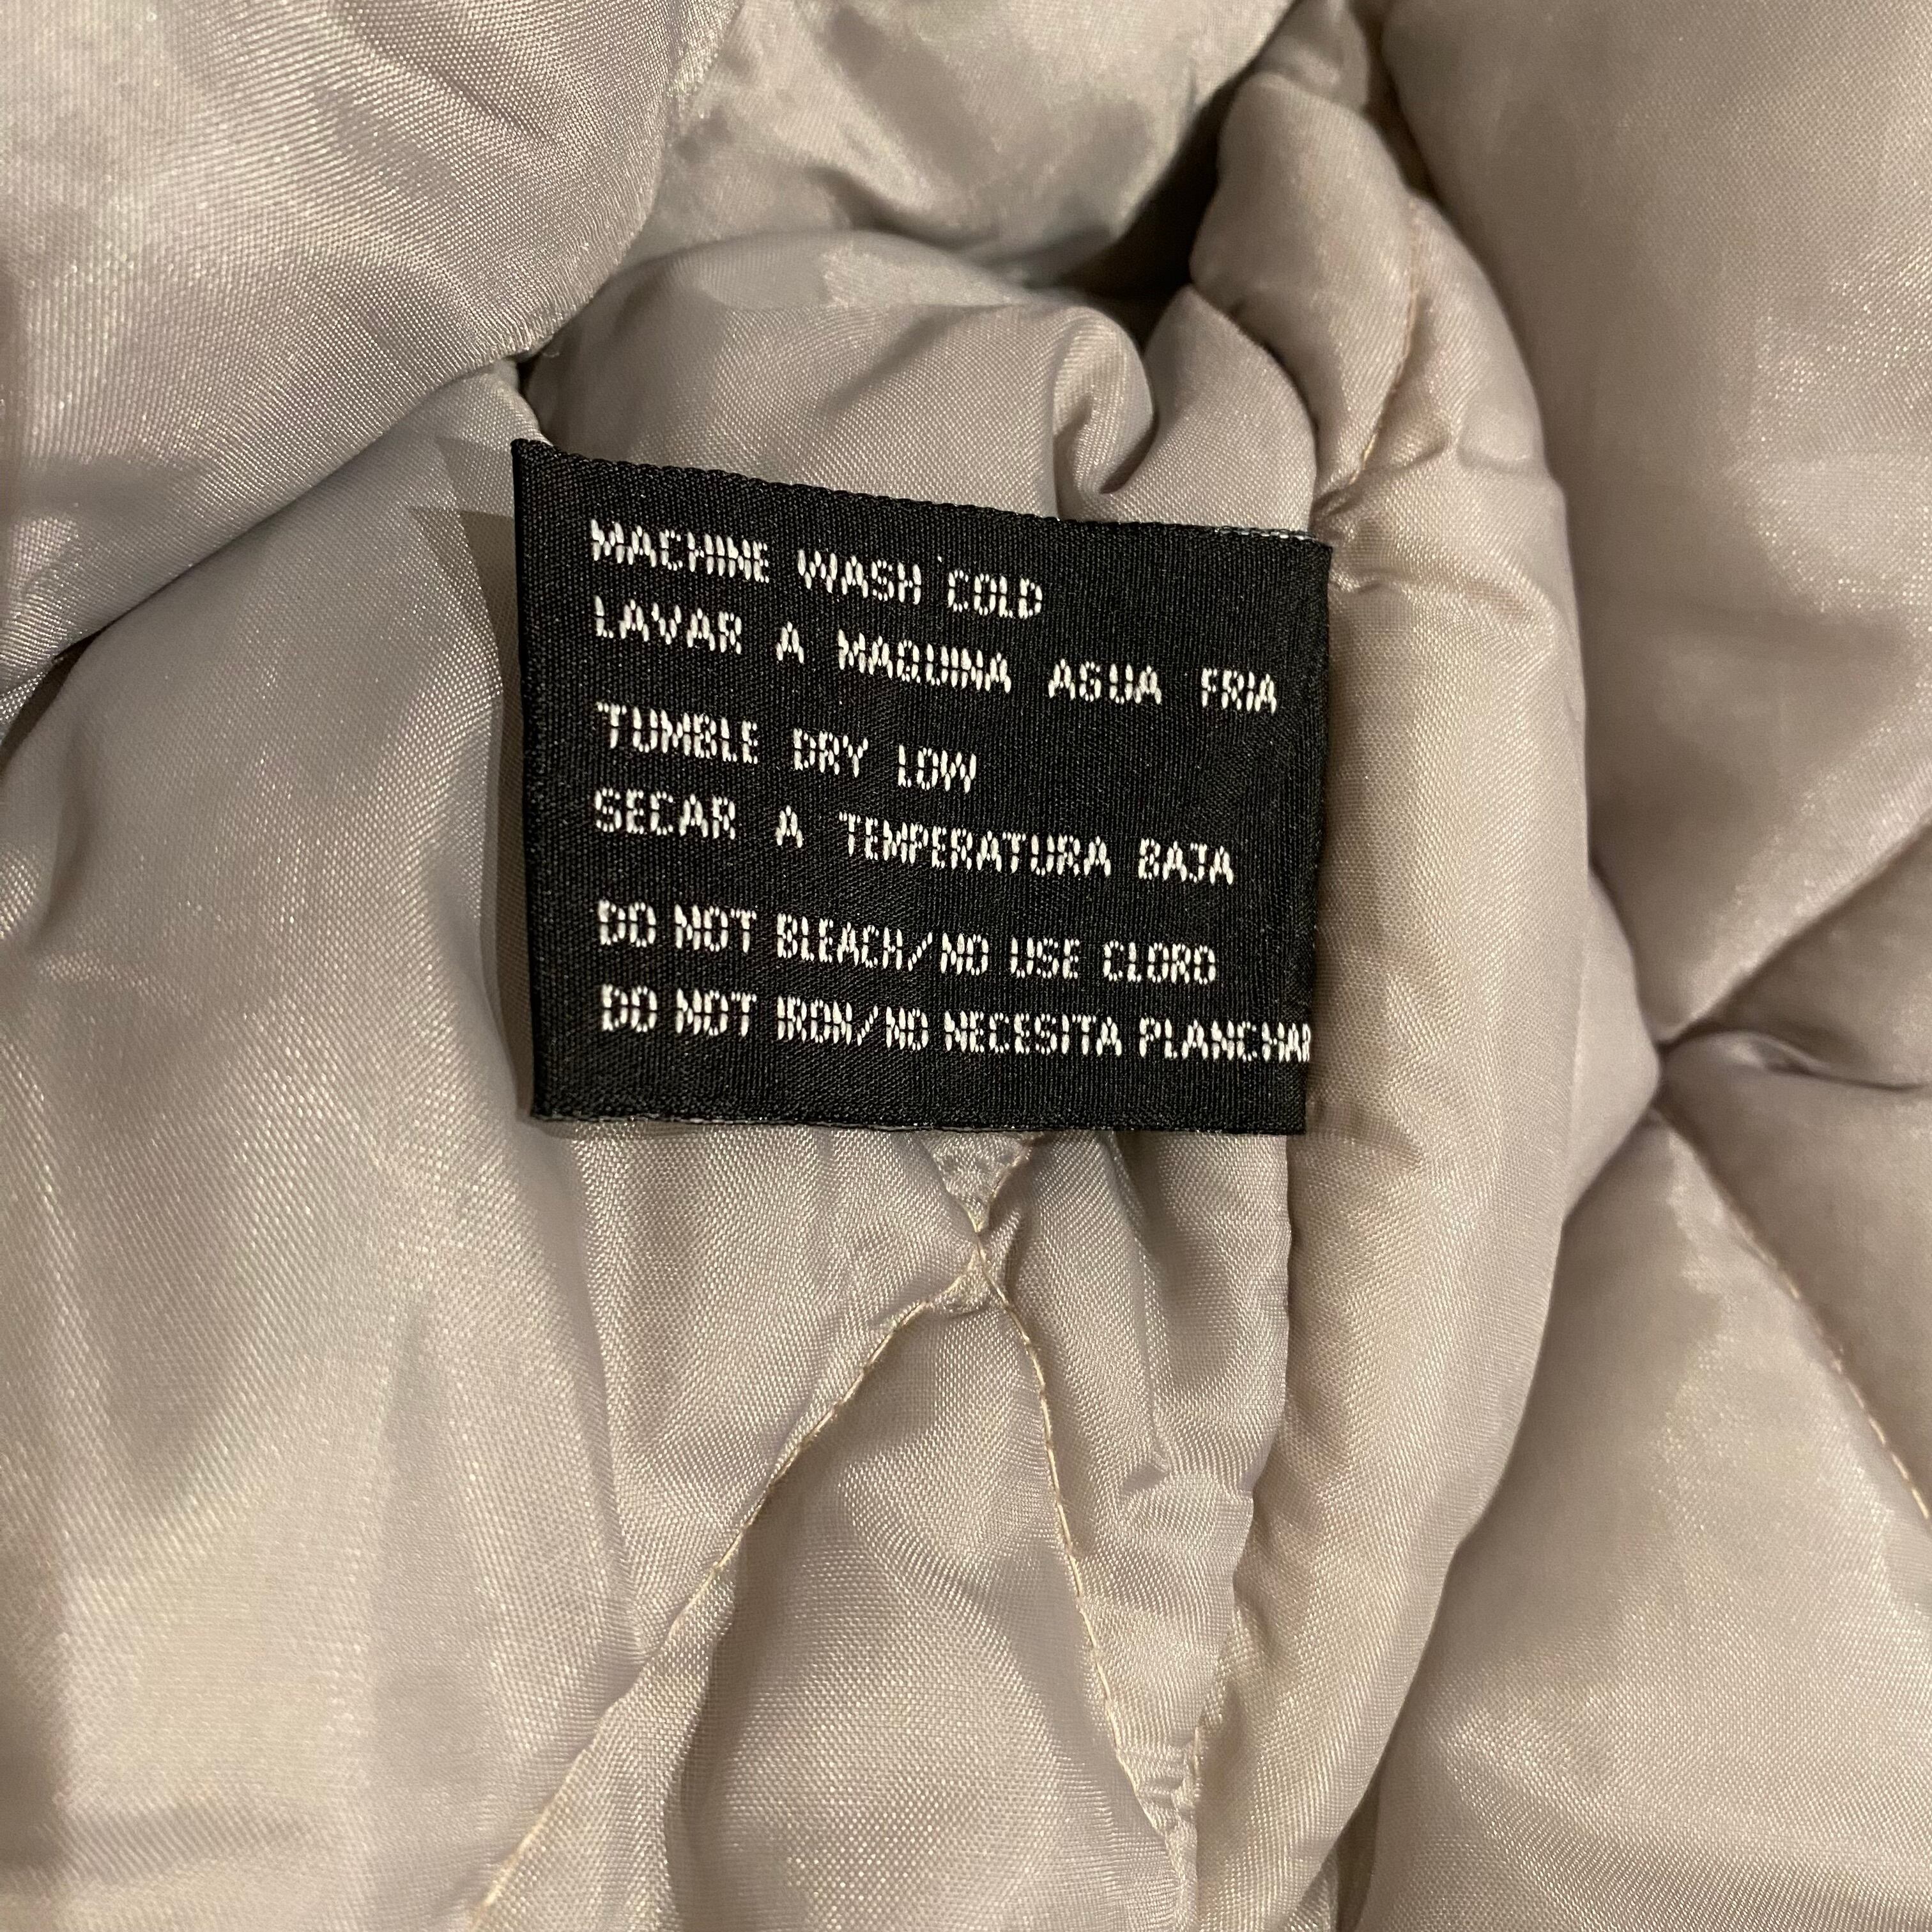 MACHINE WASH COLD
LAVAR A MAQUINA AGUA FRIA
TUMBLE DRY LOW
SECAR A TEMPERATURA BAJA
DO NOT BLEACH/NO USE CLORO
DO NOT IRON/NO NECESITA PLANCHAR